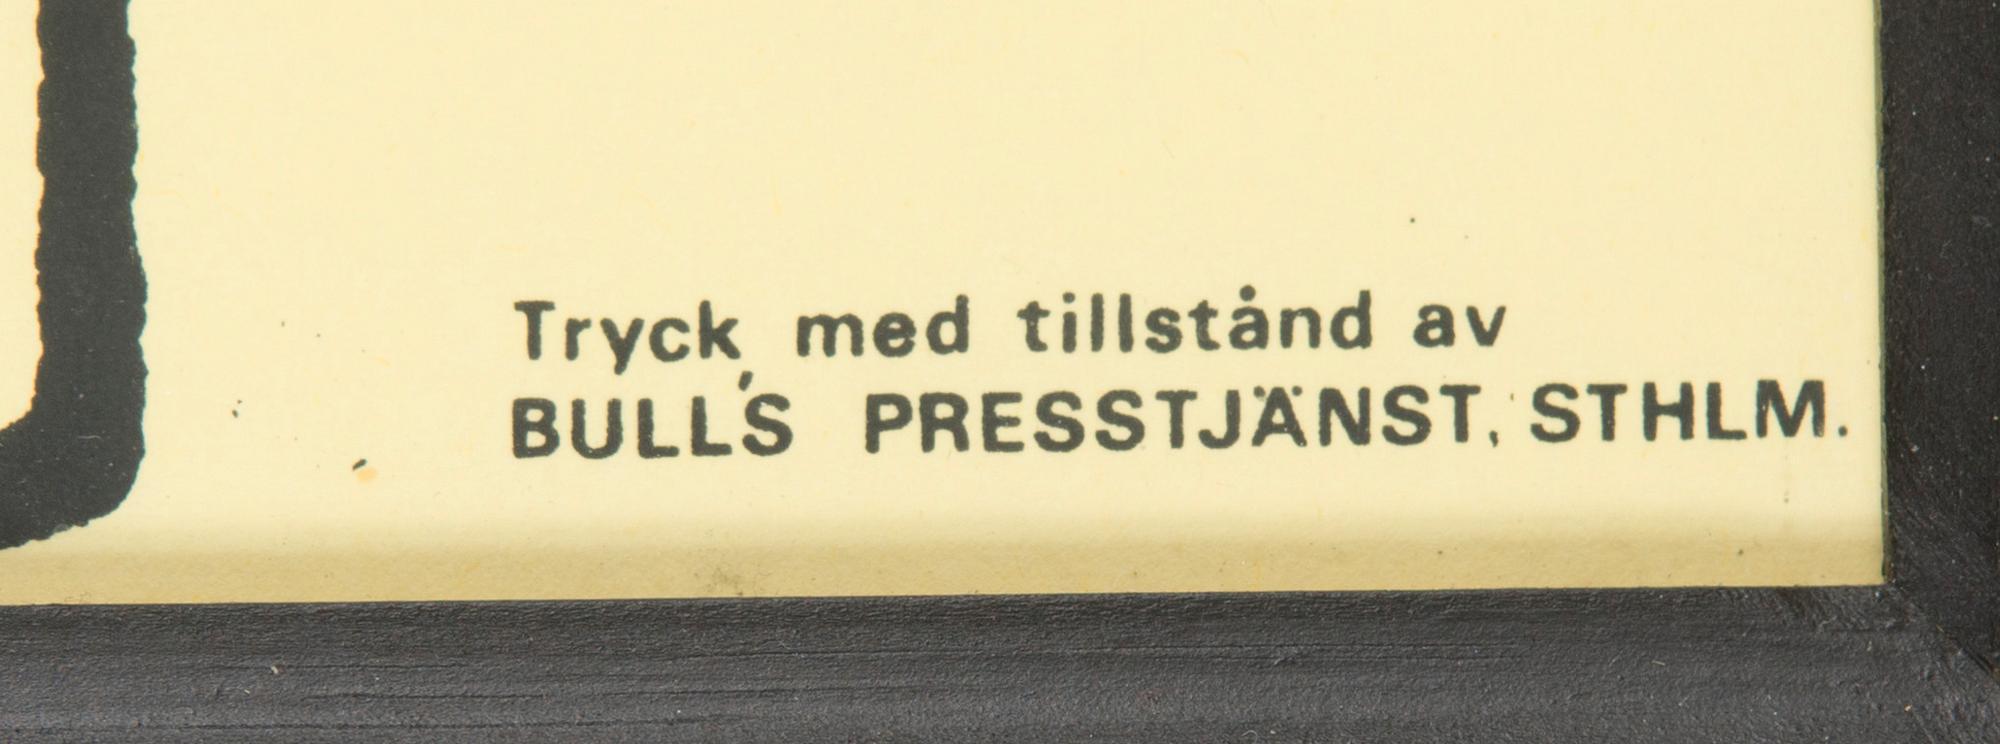 Tryck med tillstånd av
BULL'S PRESSTJÄNST, STHLM.